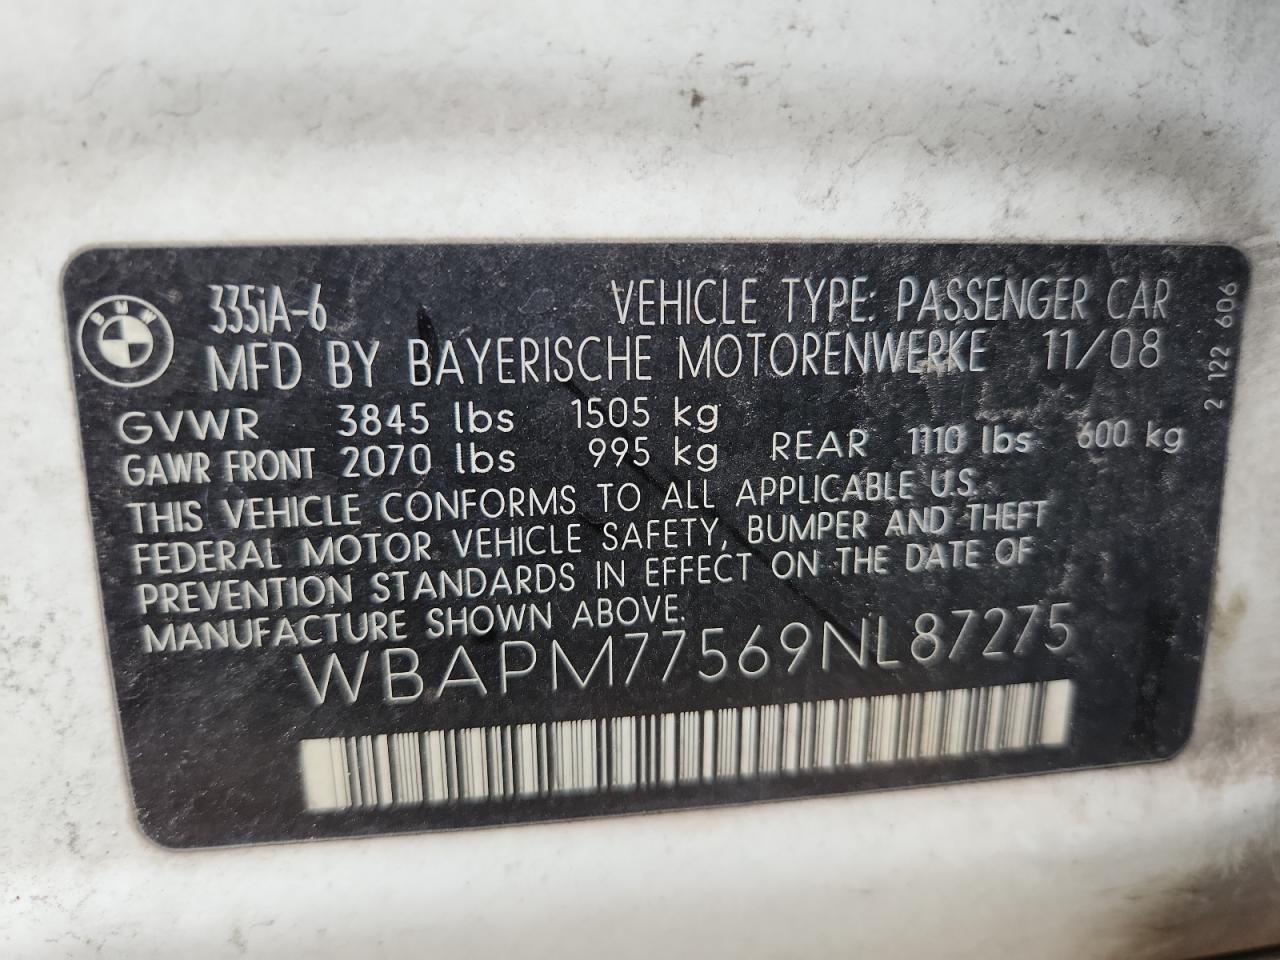 BMW
335iA-6 VEHICLE TYPE: PASSENGER CAR
MFD BY BAYERISCHE MOTORENWERKE 11/08
GVWR 3845 lbs 1505 kg
GAWR FRONT 2070 lbs 995 kg REAR 1110 lbs 600 kg
THIS VEHICLE CONFORMS TO ALL APPLICABLE U.S.
FEDERAL MOTOR VEHICLE SAFETY, BUMPER AND THEFT
PREVENTION STANDARDS IN EFFECT ON THE DATE OF
MANUFACTURE SHOWN ABOVE.
WBAPM77569NL87275
2 122 606